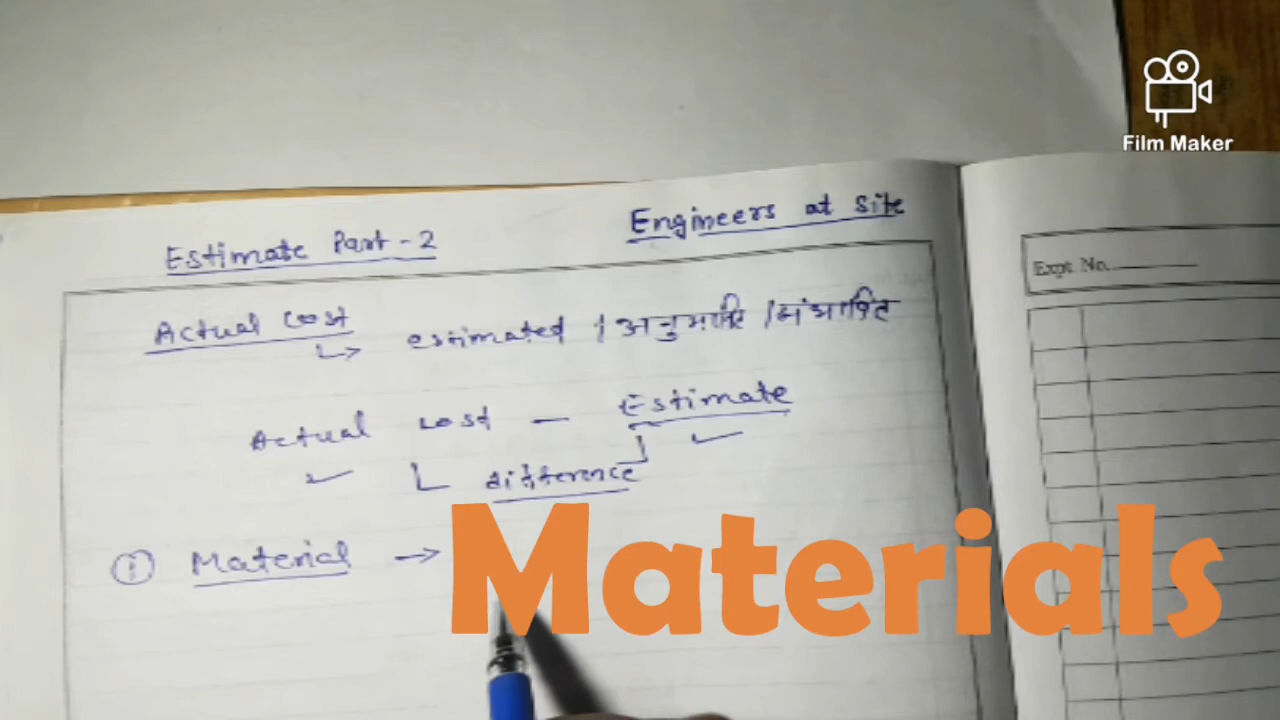 Film Maker
Estimate Part - 2
Engineers at Site
Expt. No.
Actual cost
↳ estimated / अनुमानित / संभावित
Actual cost — Estimate
difference
① Material →
Materials